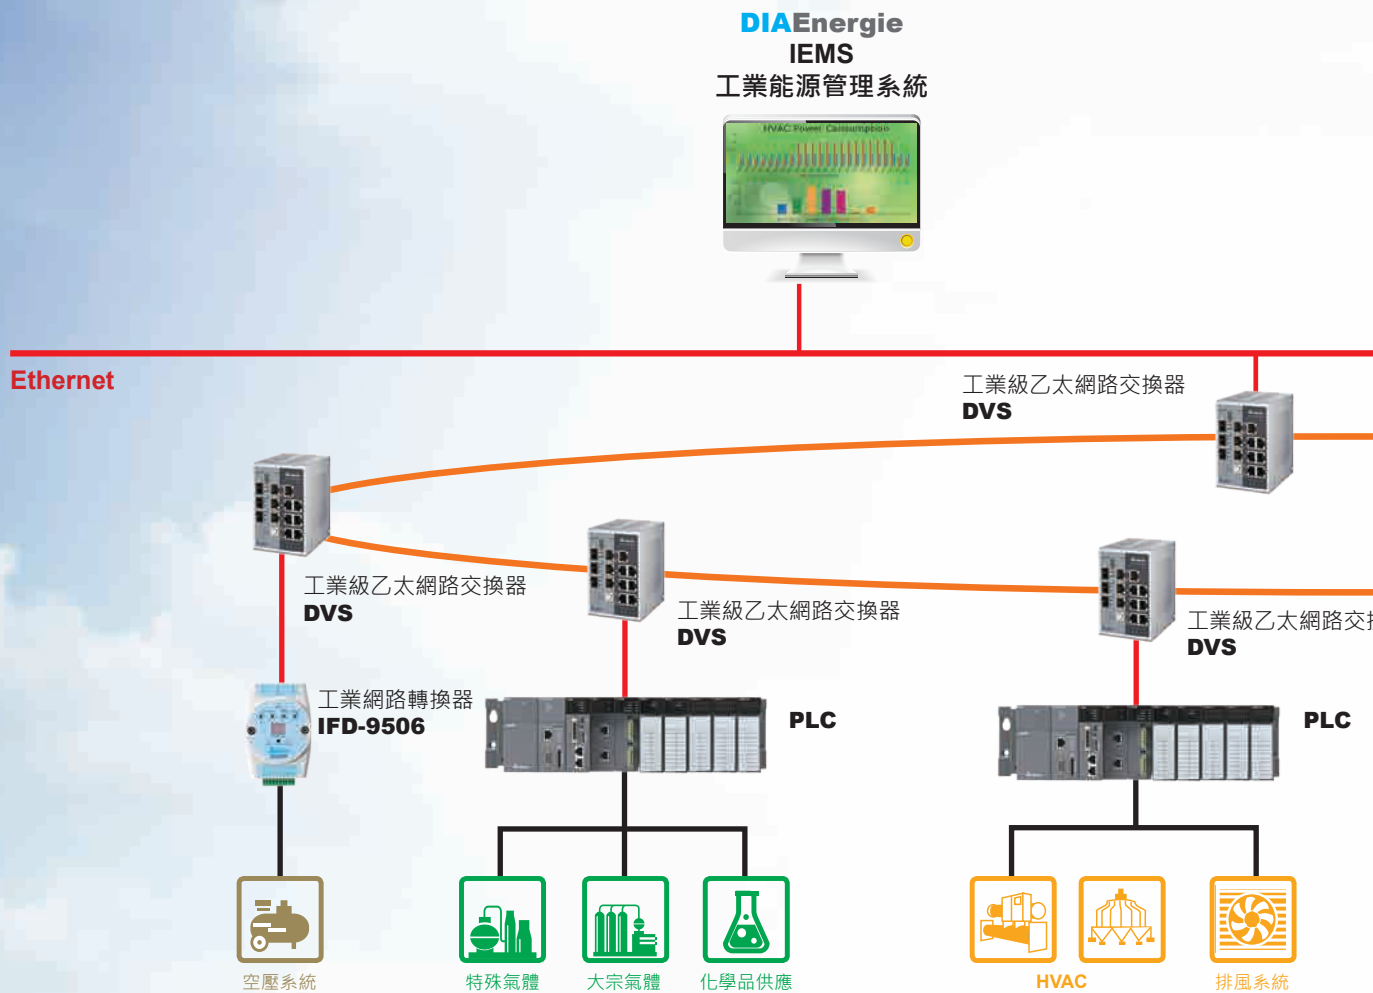 DIAEnergie
IEMS
工業能源管理系統
HVAC Power Consumption
Ethernet
工業級乙太網路交換器
DVS
工業級乙太網路交換器
DVS
工業級乙太網路交換器
DVS
工業級乙太網路交
DVS
工業網路轉換器
IFD-9506
PLC
PLC
空壓系統
特殊氣體
大宗氣體
化學品供應
HVAC
排風系統